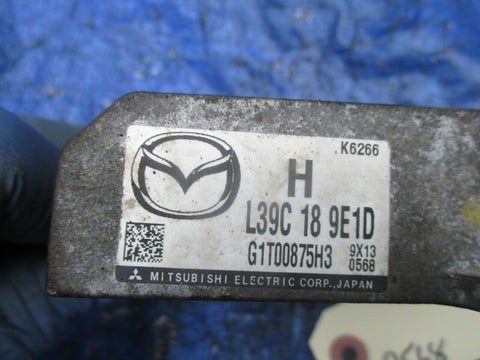 K6266
H
L39C 18 9E1D
G1T00875H3 9X13
0568
MITSUBISHI ELECTRIC CORP., JAPAN